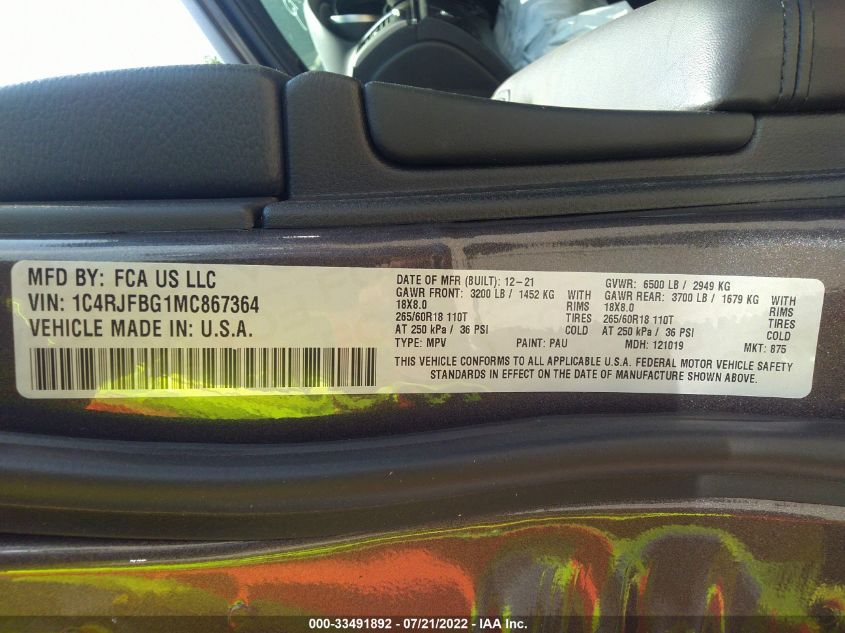 MFD BY: FCA US LLC
VIN: 1C4RJFBG1MC867364
VEHICLE MADE IN: U.S.A.
DATE OF MFR (BUILT): 12-21 GVWR: 6500 LB / 2949 KG
GAWR FRONT: 3200 LB / 1452 KG WITH GAWR REAR: 3700 LB / 1679 KG WITH
18X8.0 RIMS 18X8.0 RIMS
265/60R18 110T TIRES 265/60R18 110T TIRES
AT 250 kPa / 36 PSI COLD AT 250 kPa / 36 PSI COLD
TYPE: MPV PAINT: PAU MDH: 121019 MKT: 875
THIS VEHICLE CONFORMS TO ALL APPLICABLE U.S.A. FEDERAL MOTOR VEHICLE SAFETY
STANDARDS IN EFFECT ON THE DATE OF MANUFACTURE SHOWN ABOVE.
000-33491892 - 07/21/2022 - IAA Inc.